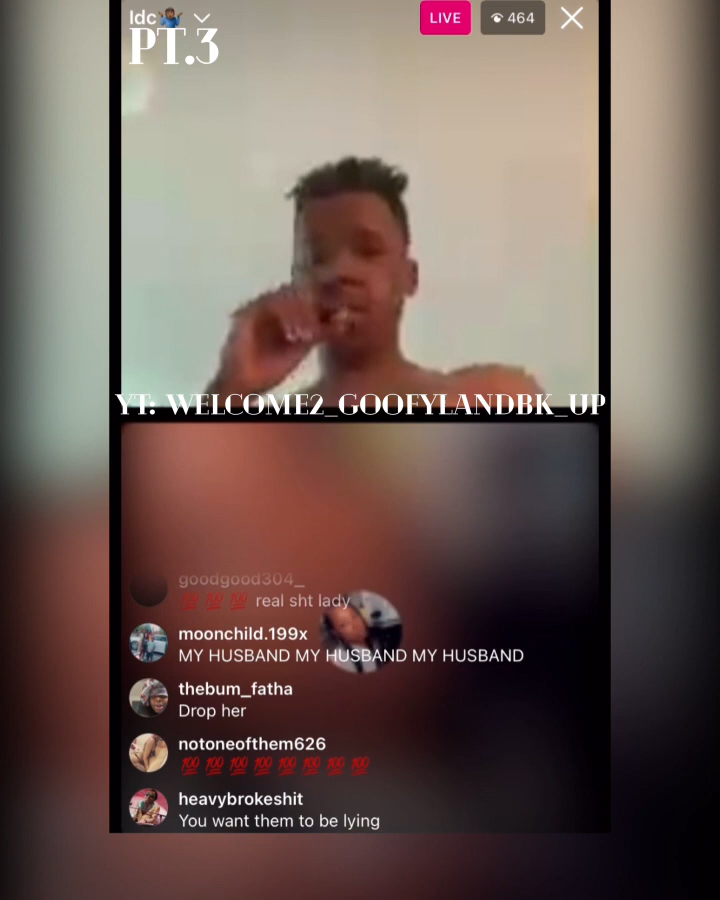 ldc🤷🏾‍♂️
LIVE
464
PT.3
YT: WELCOME2_GOOFYLANDBK_UP
goodgood304_
💯 💯 💯 real sht lady
moonchild.199x
MY HUSBAND MY HUSBAND MY HUSBAND
thebum_fatha
Drop her
notoneofthem626
💯 💯 💯 💯 💯 💯 💯 💯
heavybrokeshit
You want them to be lying